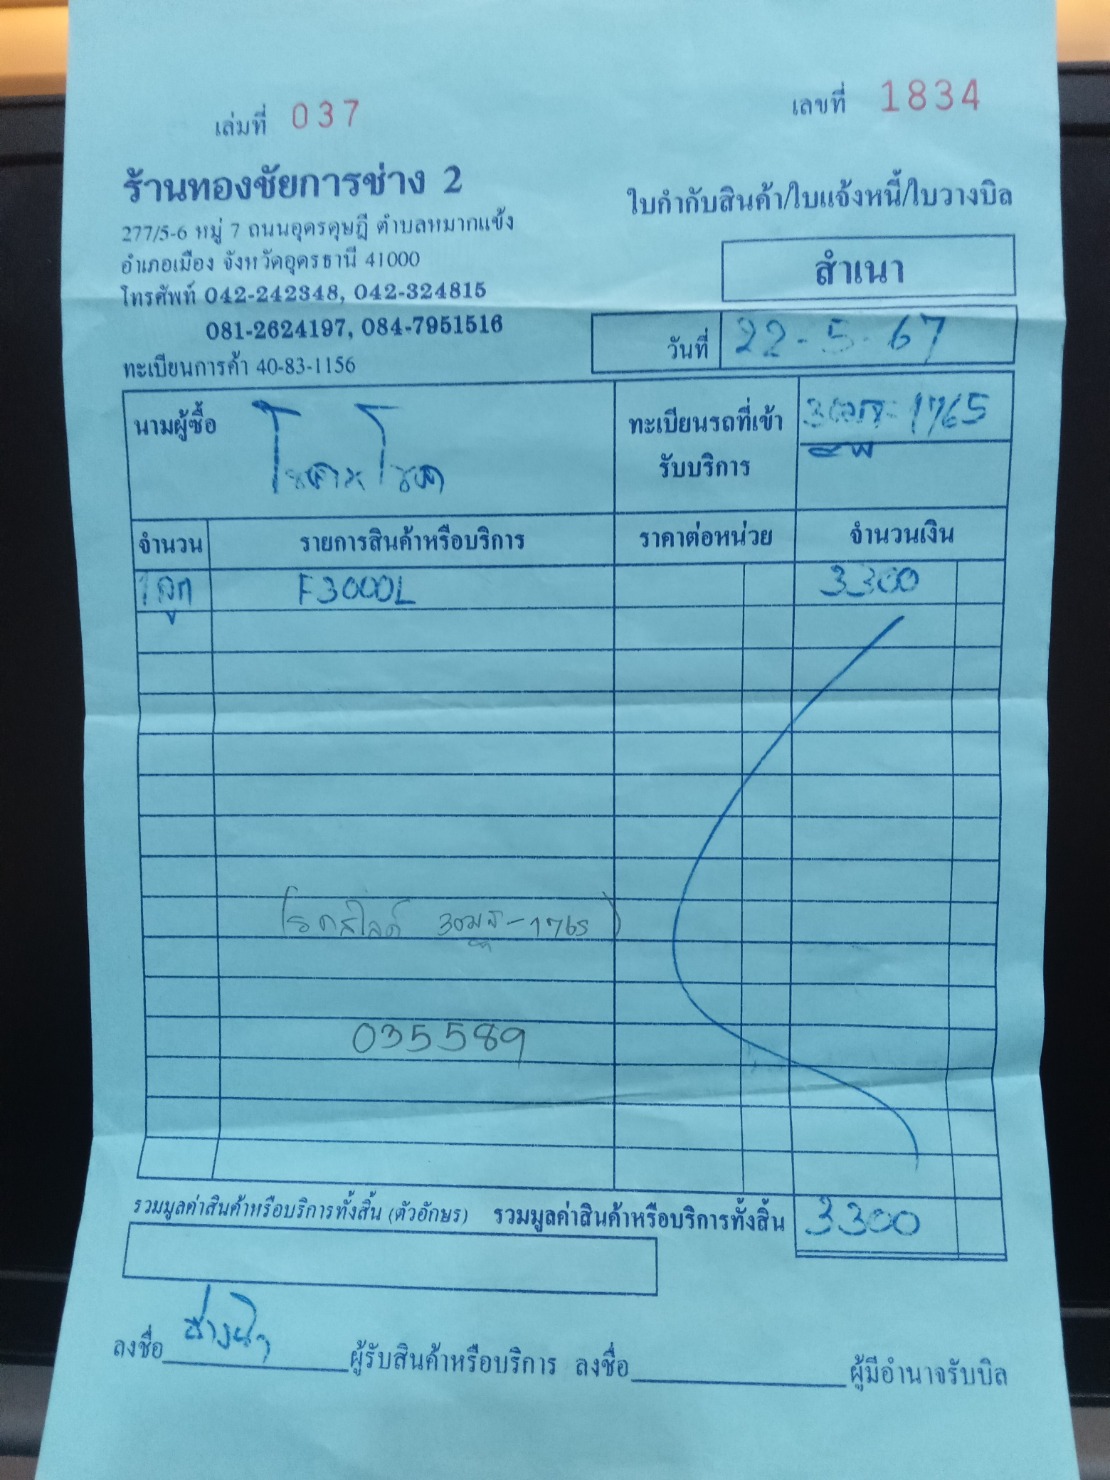 เล่มที่ 037
เลขที่ 1834
ร้านทองชัยการช่าง 2
ใบกำกับสินค้า/ใบแจ้งหนี้/ใบวางบิล
277/5-6 หมู่ 7 ถนนอุดรดุษฎี ตำบลหมากแข้ง
อำเภอเมือง จังหวัดอุดรธานี 41000
สำเนา
โทรศัพท์ 042-242348, 042-324815
081-2624197, 084-7951516
วันที่ 22-5-67
ทะเบียนการค้า 40-83-1156
นามผู้ซื้อ
ทะเบียนรถที่เข้า
รับบริการ
1765
จำนวน รายการสินค้าหรือบริการ ราคาต่อหน่วย จำนวนเงิน
1 ลูก F3000L 3300
(รถสไลด์ -1765)
035589
รวมมูลค่าสินค้าหรือบริการทั้งสิ้น (ตัวอักษร) รวมมูลค่าสินค้าหรือบริการทั้งสิ้น 3300
ลงชื่อ ผู้รับสินค้าหรือบริการ ลงชื่อ ผู้มีอำนาจรับบิล